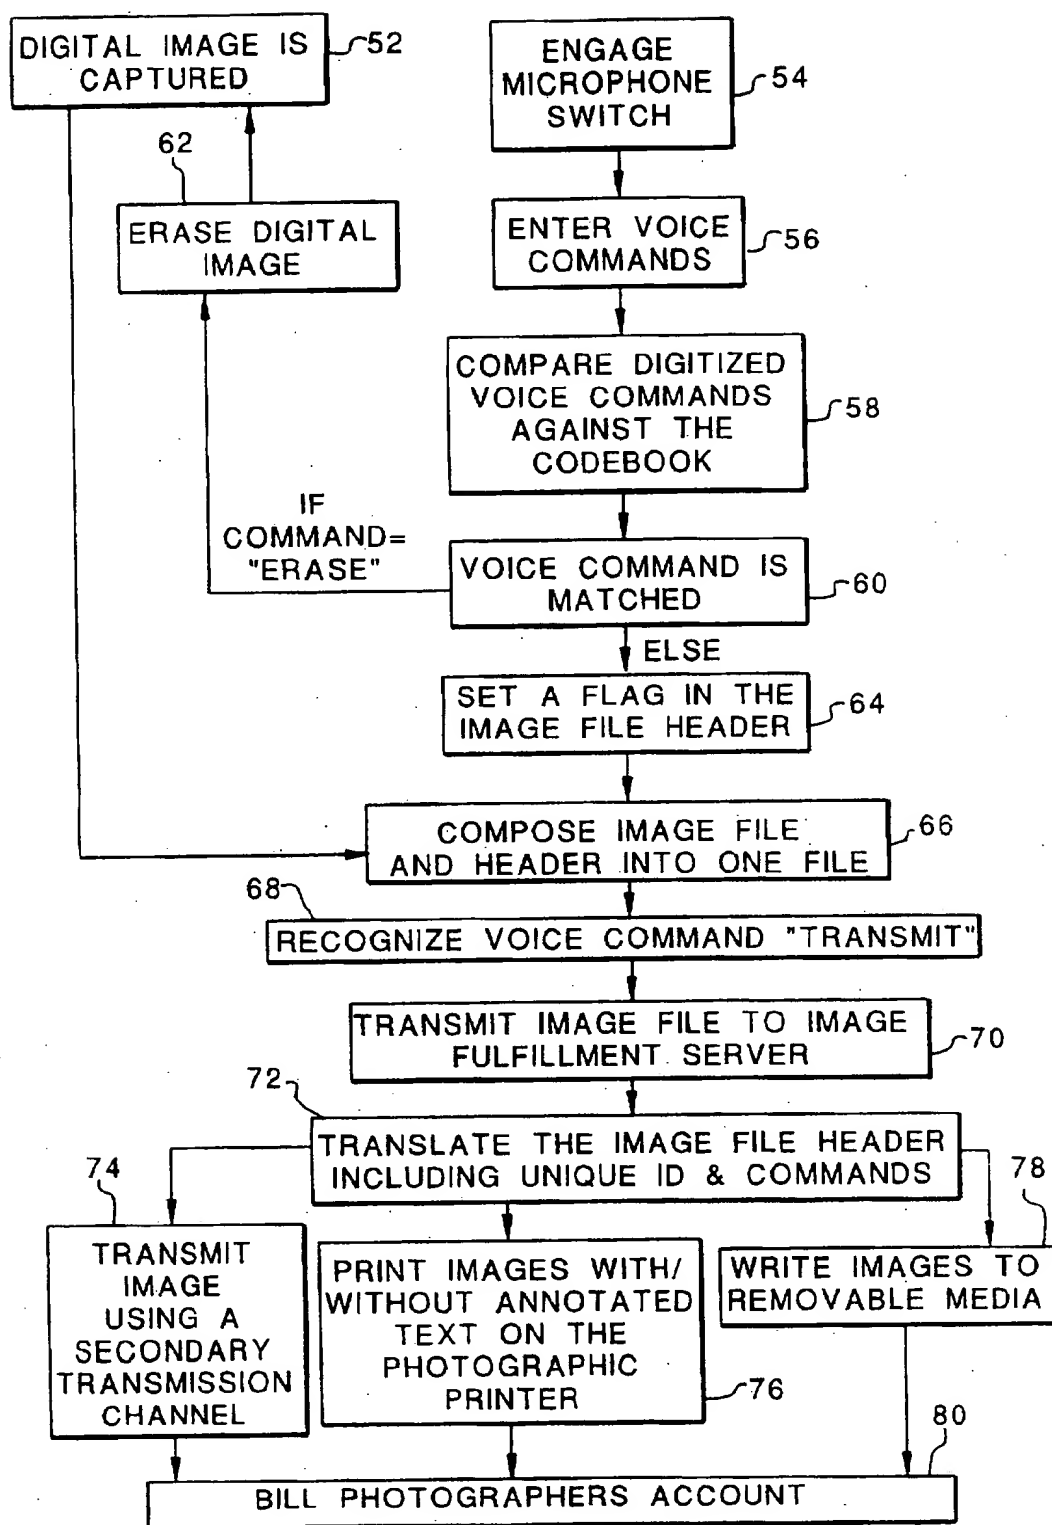 DIGITAL IMAGE IS
CAPTURED
52
ENGAGE
MICROPHONE
SWITCH
54
62
ERASE DIGITAL
IMAGE
ENTER VOICE
COMMANDS
56
COMPARE DIGITIZED
VOICE COMMANDS
AGAINST THE
CODEBOOK
58
IF
COMMAND=
"ERASE"
VOICE COMMAND IS
MATCHED
60
ELSE
SET A FLAG IN THE
IMAGE FILE HEADER
64
COMPOSE IMAGE FILE
AND HEADER INTO ONE FILE
66
68
RECOGNIZE VOICE COMMAND "TRANSMIT"
TRANSMIT IMAGE FILE TO IMAGE
FULFILLMENT SERVER
70
72
TRANSLATE THE IMAGE FILE HEADER
INCLUDING UNIQUE ID & COMMANDS
74
TRANSMIT
IMAGE
USING A
SECONDARY
TRANSMISSION
CHANNEL
PRINT IMAGES WITH/
WITHOUT ANNOTATED
TEXT ON THE
PHOTOGRAPHIC
PRINTER
76
78
WRITE IMAGES TO
REMOVABLE MEDIA
80
BILL PHOTOGRAPHERS ACCOUNT